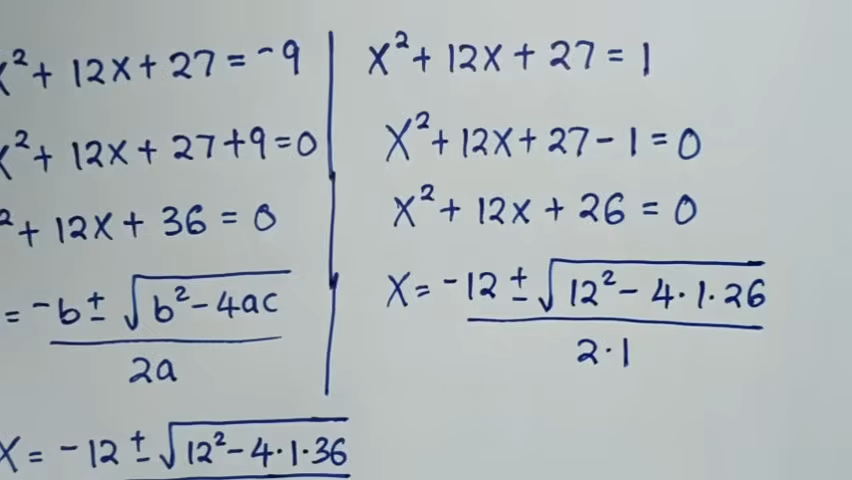 x² + 12x + 27 = -9
x² + 12x + 27 + 9 = 0
² + 12x + 36 = 0
= -b ± √(b² - 4ac)
2a
x = -12 ± √(12² - 4·1·36)
x² + 12x + 27 = 1
x² + 12x + 27 - 1 = 0
x² + 12x + 26 = 0
x = -12 ± √(12² - 4·1·26)
2·1